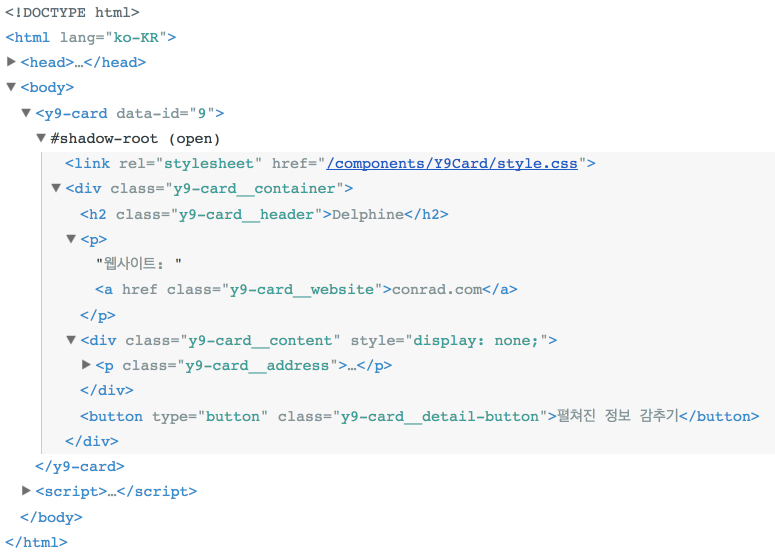 <!DOCTYPE html>
<html lang="ko-KR">
▶<head>…</head>
▼<body>
▼<y9-card data-id="9">
▼#shadow-root (open)
<link rel="stylesheet" href="/components/Y9Card/style.css">
▼<div class="y9-card__container">
<h2 class="y9-card__header">Delphine</h2>
▼<p>
"웹사이트: "
<a href class="y9-card__website">conrad.com</a>
</p>
▼<div class="y9-card__content" style="display: none;">
▶<p class="y9-card__address">…</p>
</div>
<button type="button" class="y9-card__detail-button">펼쳐진 정보 감추기</button>
</div>
</y9-card>
▶<script>…</script>
</body>
</html>